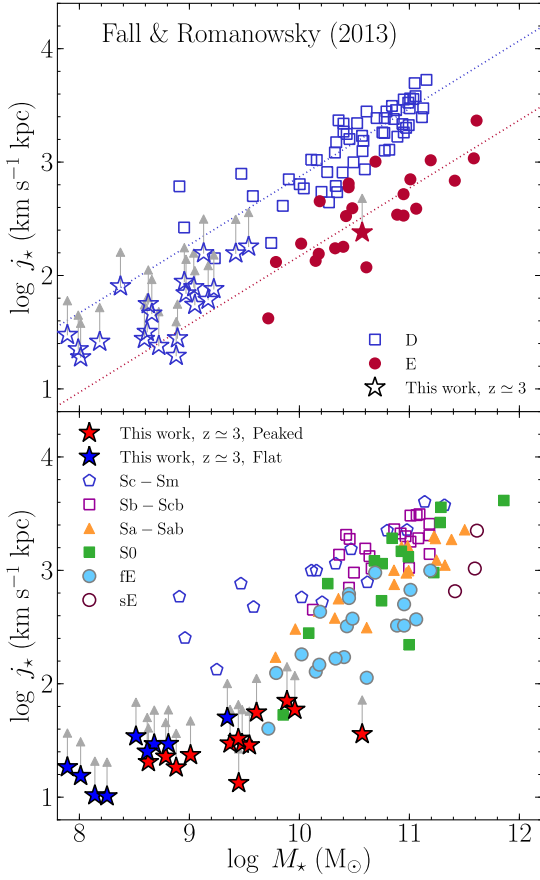 Fall & Romanowsky (2013)
4
3
2
1
log j⋆ (km s⁻¹ kpc)
D
E
This work, z ≃ 3
This work, z ≃ 3, Peaked
This work, z ≃ 3, Flat
Sc − Sm
Sb − Scb
Sa − Sab
S0
fE
sE
4
3
2
1
log j⋆ (km s⁻¹ kpc)
8 9 10 11 12
log M⋆ (M⊙)